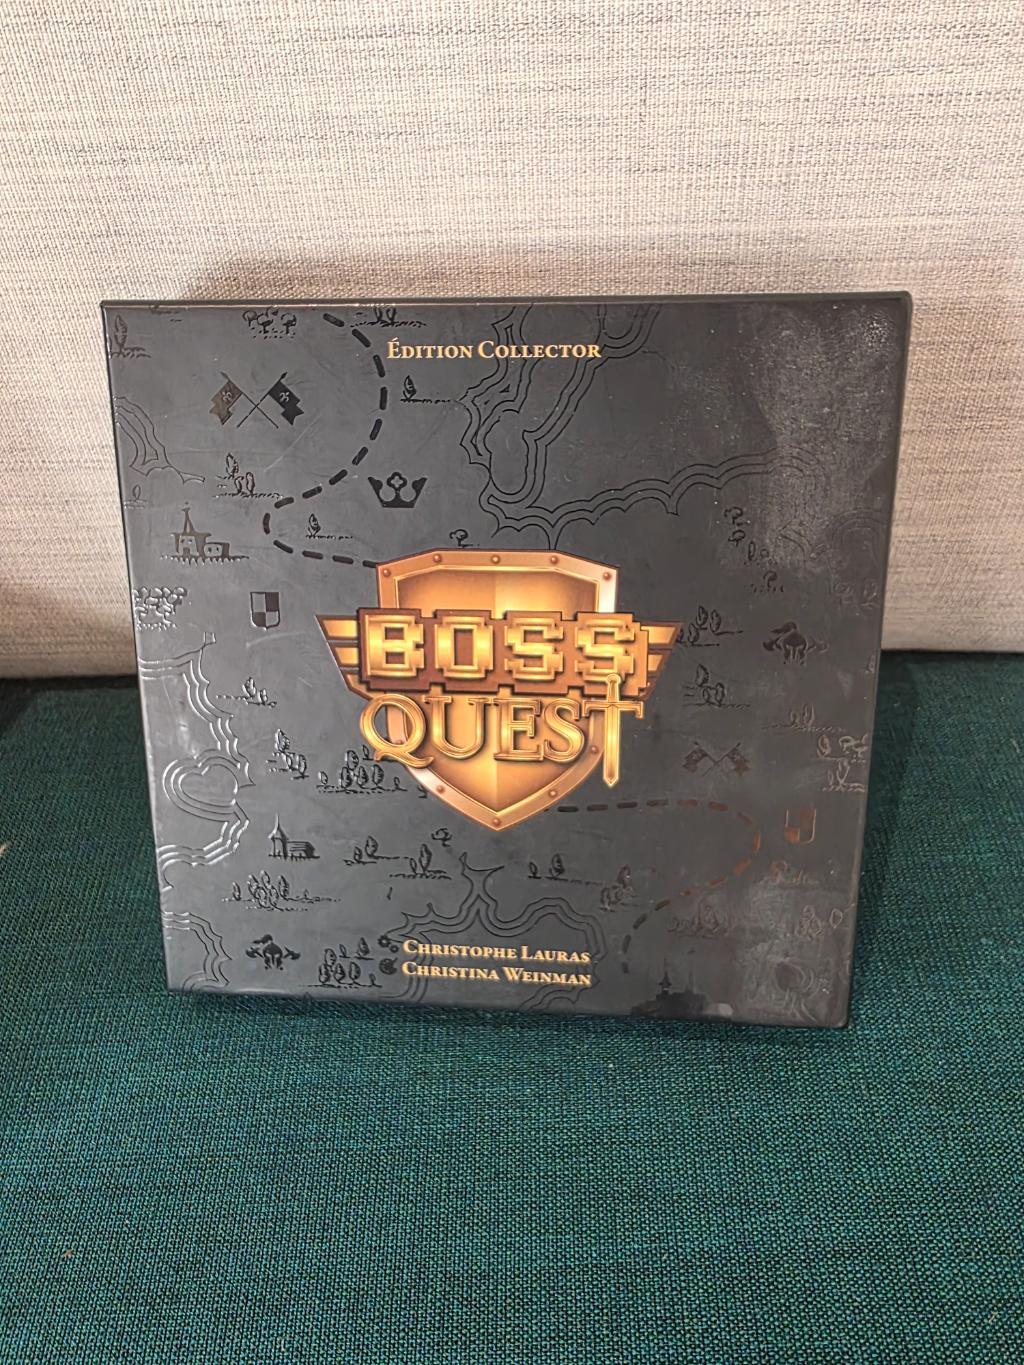 Édition Collector
BOSS
QUEST
Christophe Lauras
Christina Weinman